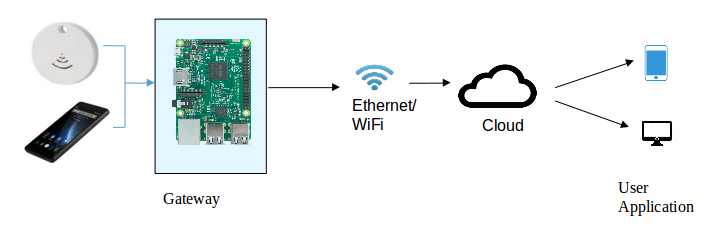 Ethernet/
WiFi
Cloud
Gateway
User
Application